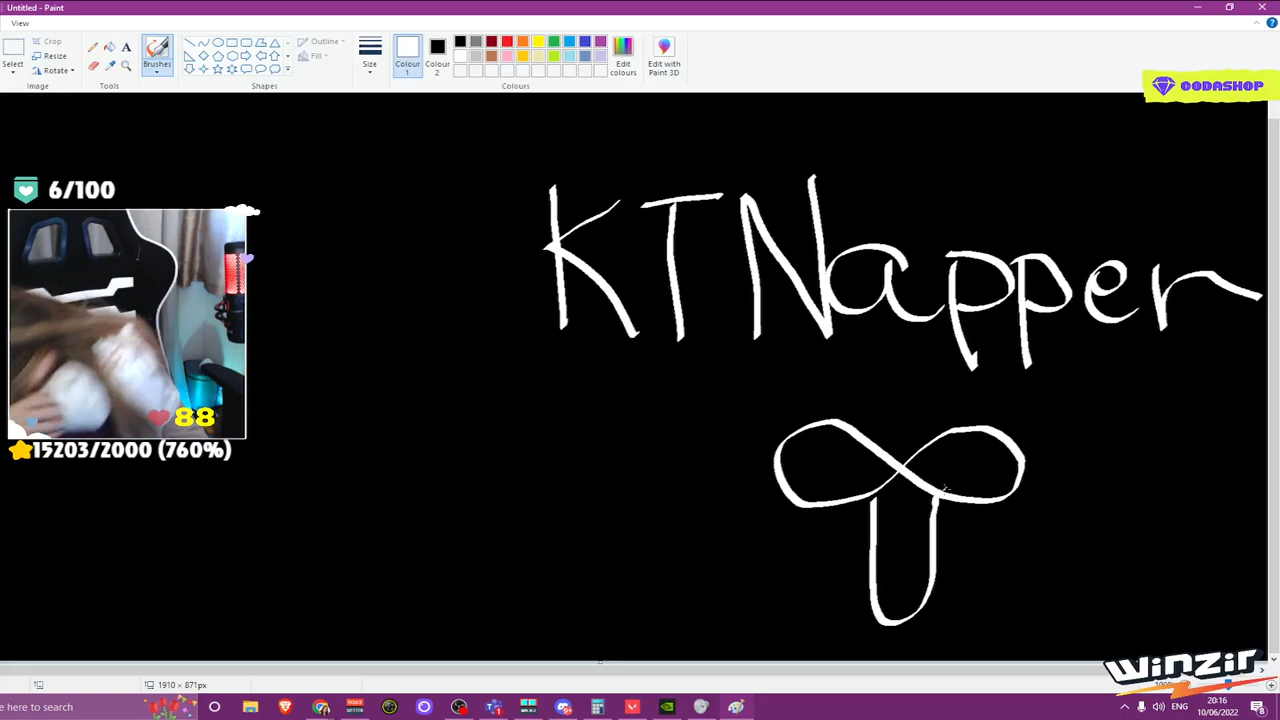 Untitled - Paint
View
Crop
Resize
Rotate
Select
Image
A
Tools
Brushes
Outline
Fill
Shapes
Size
Colour 1
Colour 2
Edit colours
Edit with Paint 3D
Colours
CODASHOP
6/100
88
15203/2000 (760%)
KTNapper
WINZIR
1910 × 871px
here to search
ENG
20:16
10/06/2022
8